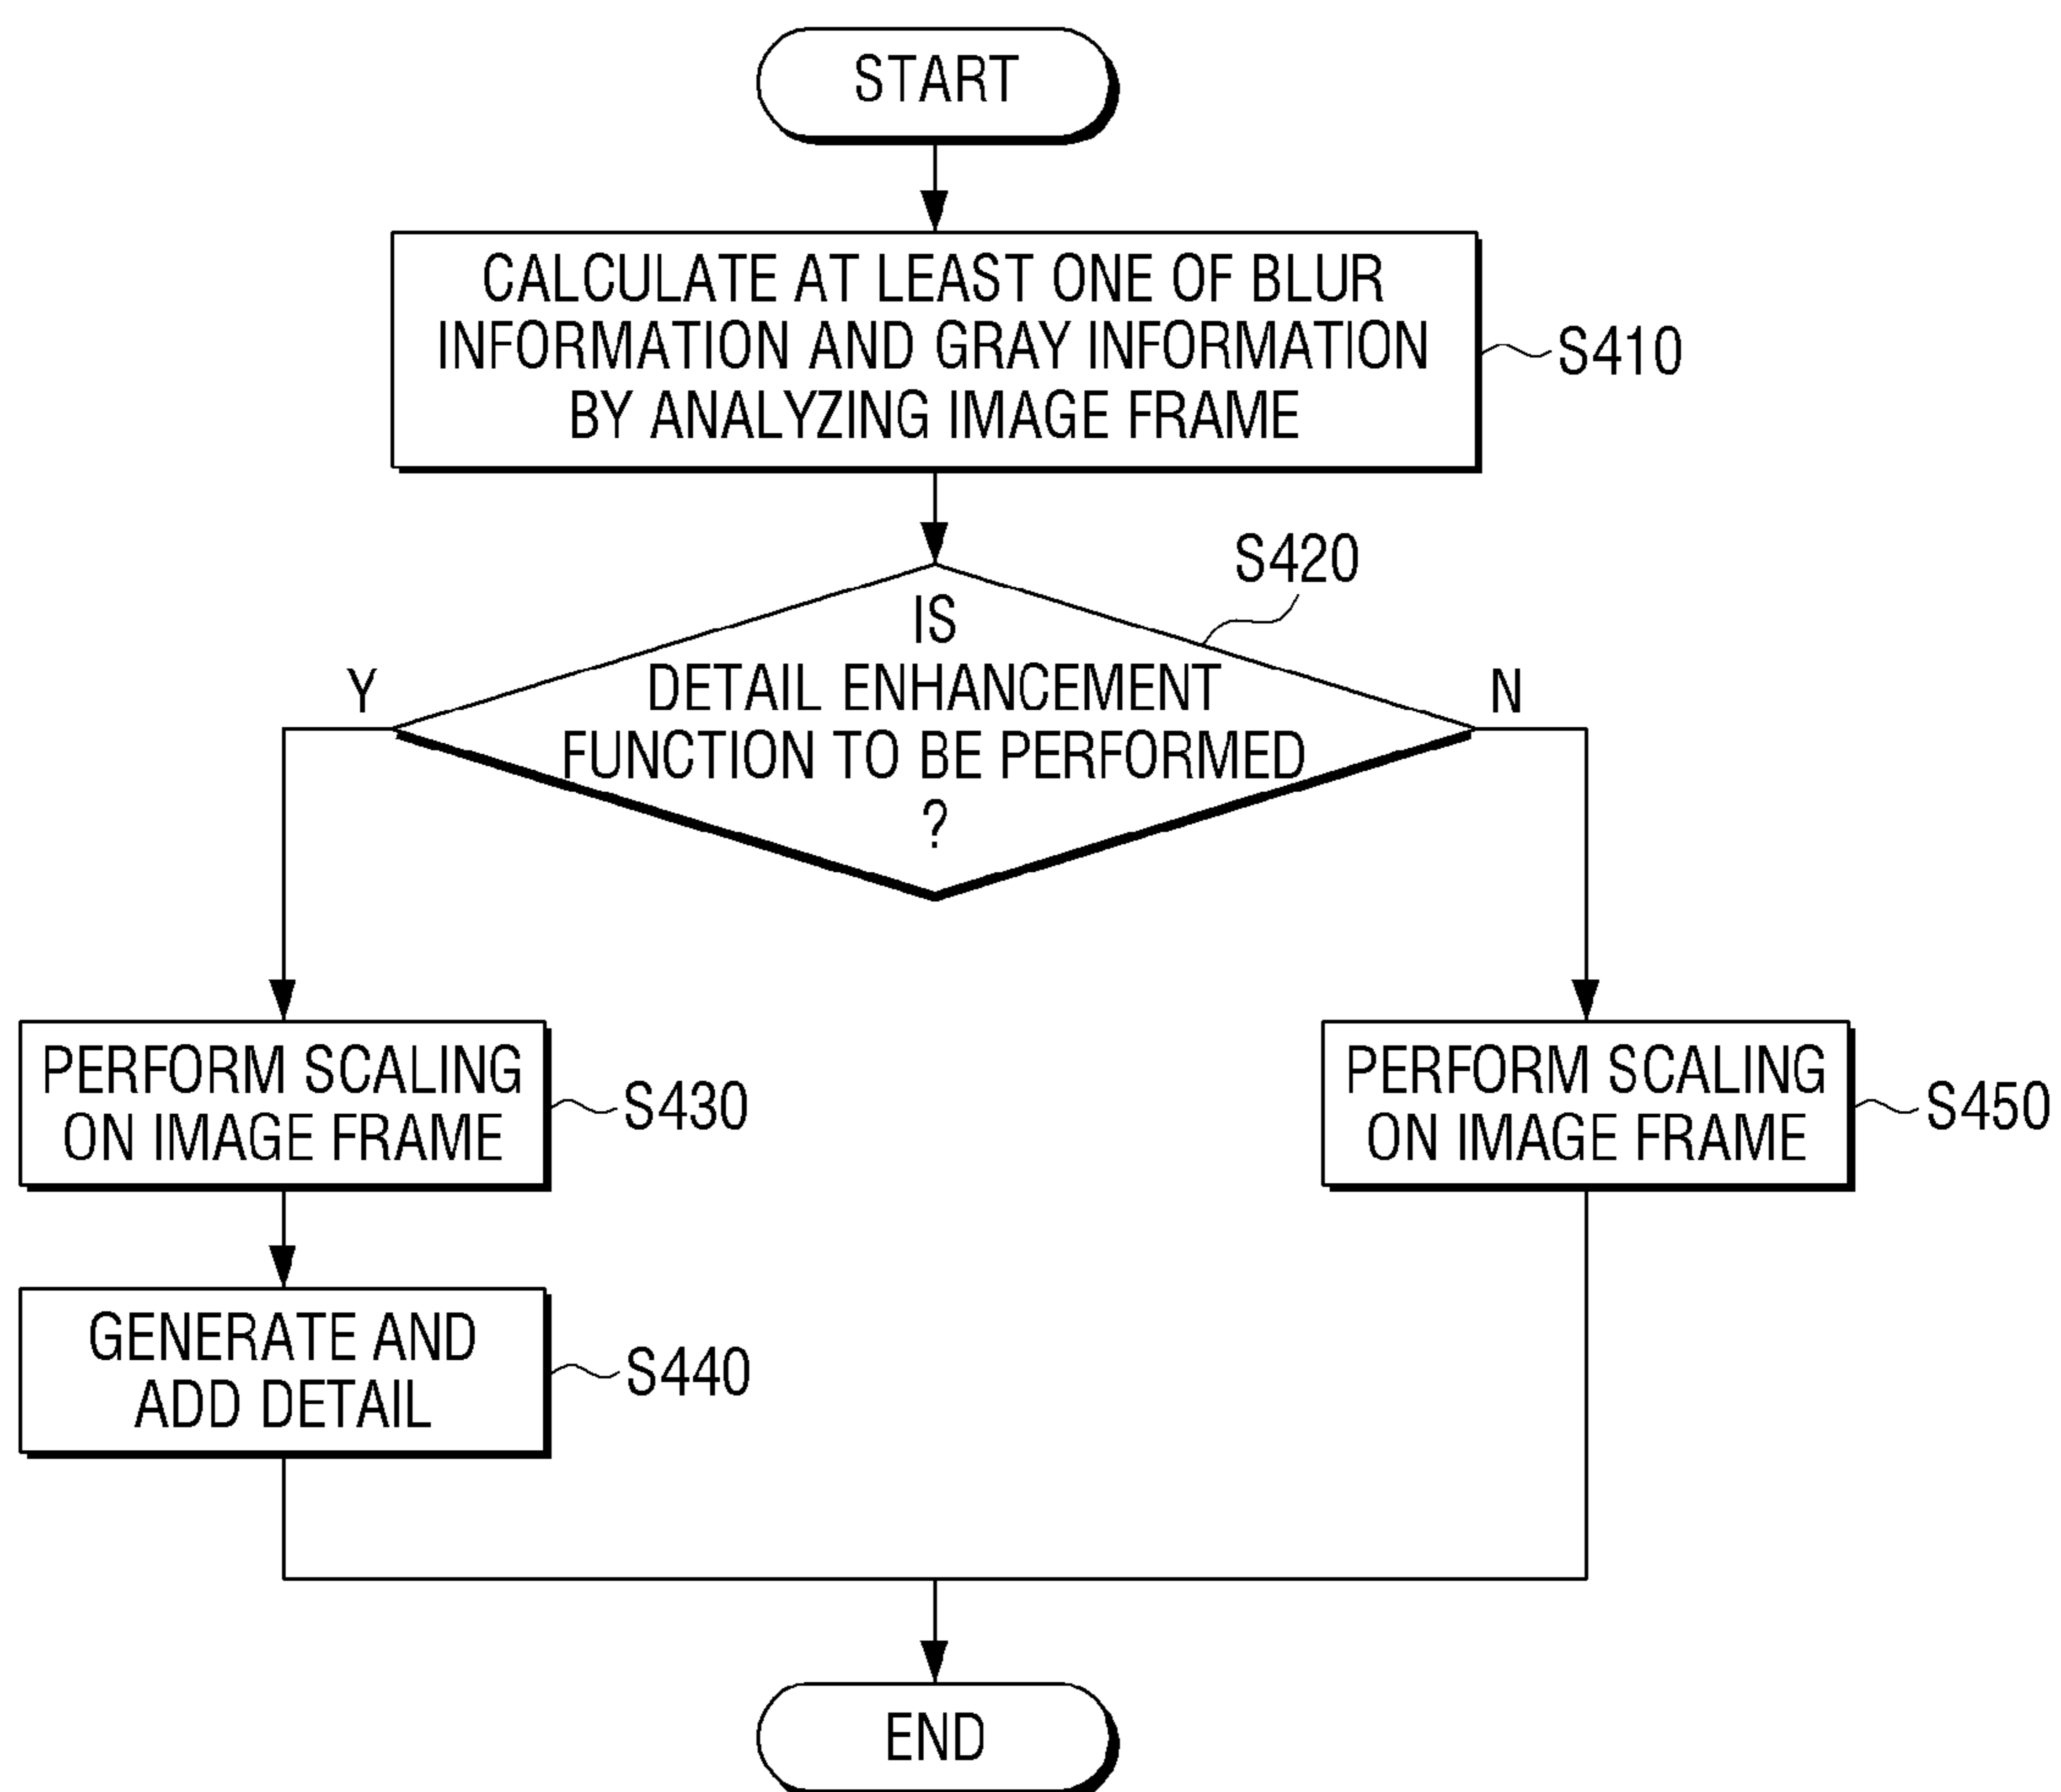 START
CALCULATE AT LEAST ONE OF BLUR
INFORMATION AND GRAY INFORMATION
BY ANALYZING IMAGE FRAME
S410
S420
IS
DETAIL ENHANCEMENT
FUNCTION TO BE PERFORMED
?
Y
N
PERFORM SCALING
ON IMAGE FRAME
S430
PERFORM SCALING
ON IMAGE FRAME
S450
GENERATE AND
ADD DETAIL
S440
END